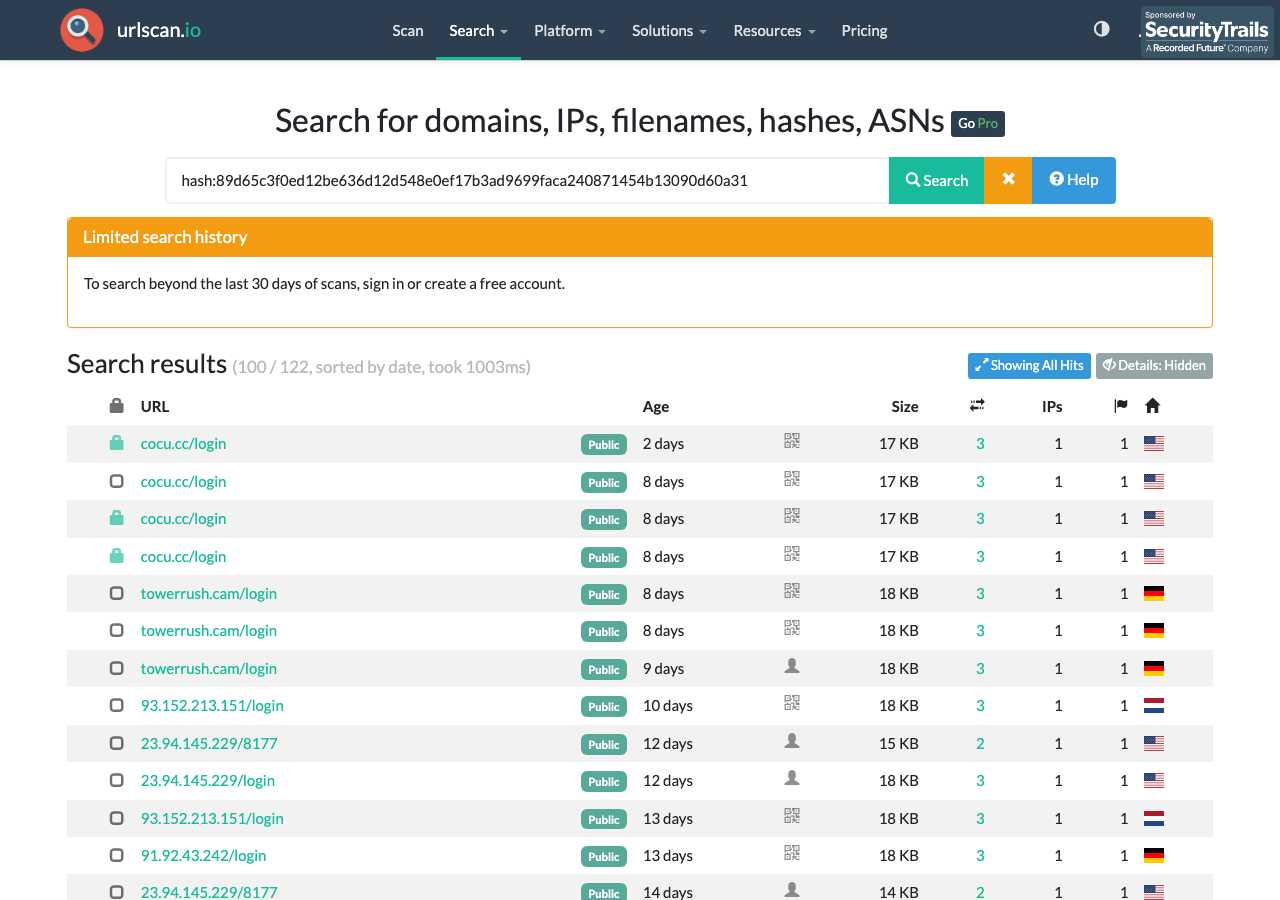 urlscan.io Scan Search Platform Solutions Resources Pricing
Sponsored by
SecurityTrails
A Recorded Future® Company
Search for domains, IPs, filenames, hashes, ASNs Go Pro
hash:89d65c3f0ed12be636d12d548e0ef17b3ad9699faca240871454b13090d60a31 Search Help
Limited search history
To search beyond the last 30 days of scans, sign in or create a free account.
Search results (100 / 122, sorted by date, took 1003ms) Showing All Hits Details: Hidden
URL Age Size IPs
cocu.cc/login Public 2 days 17 KB 3 1 1
cocu.cc/login Public 8 days 17 KB 3 1 1
cocu.cc/login Public 8 days 17 KB 3 1 1
cocu.cc/login Public 8 days 17 KB 3 1 1
towerrush.cam/login Public 8 days 18 KB 3 1 1
towerrush.cam/login Public 8 days 18 KB 3 1 1
towerrush.cam/login Public 9 days 18 KB 3 1 1
93.152.213.151/login Public 10 days 18 KB 3 1 1
23.94.145.229/8177 Public 12 days 15 KB 2 1 1
23.94.145.229/login Public 12 days 18 KB 3 1 1
93.152.213.151/login Public 13 days 18 KB 3 1 1
91.92.43.242/login Public 13 days 18 KB 3 1 1
23.94.145.229/8177 Public 14 days 14 KB 2 1 1